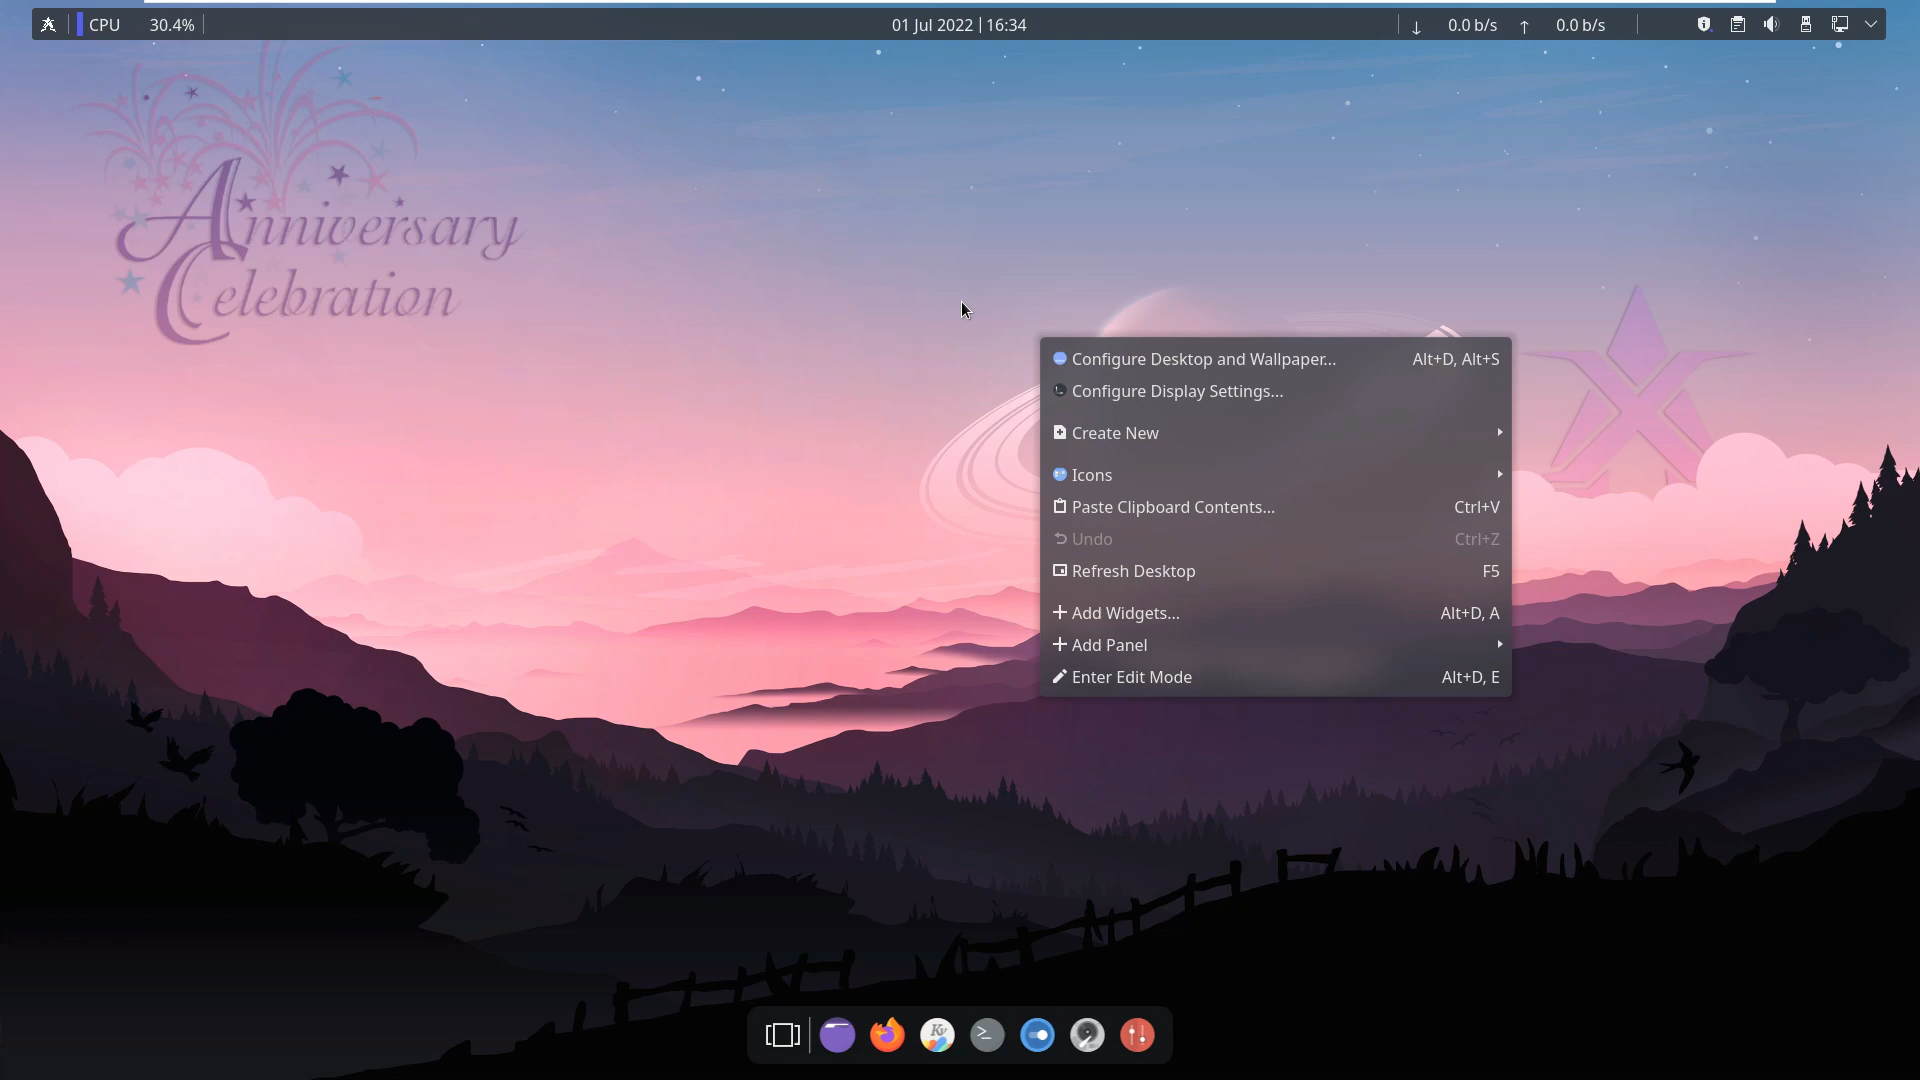 CPU 30.4%
01 Jul 2022 | 16:34
↓ 0.0 b/s ↑ 0.0 b/s
Anniversary
Celebration
Configure Desktop and Wallpaper... Alt+D, Alt+S
Configure Display Settings...
Create New
Icons
Paste Clipboard Contents... Ctrl+V
Undo Ctrl+Z
Refresh Desktop F5
Add Widgets... Alt+D, A
Add Panel
Enter Edit Mode Alt+D, E
Kv